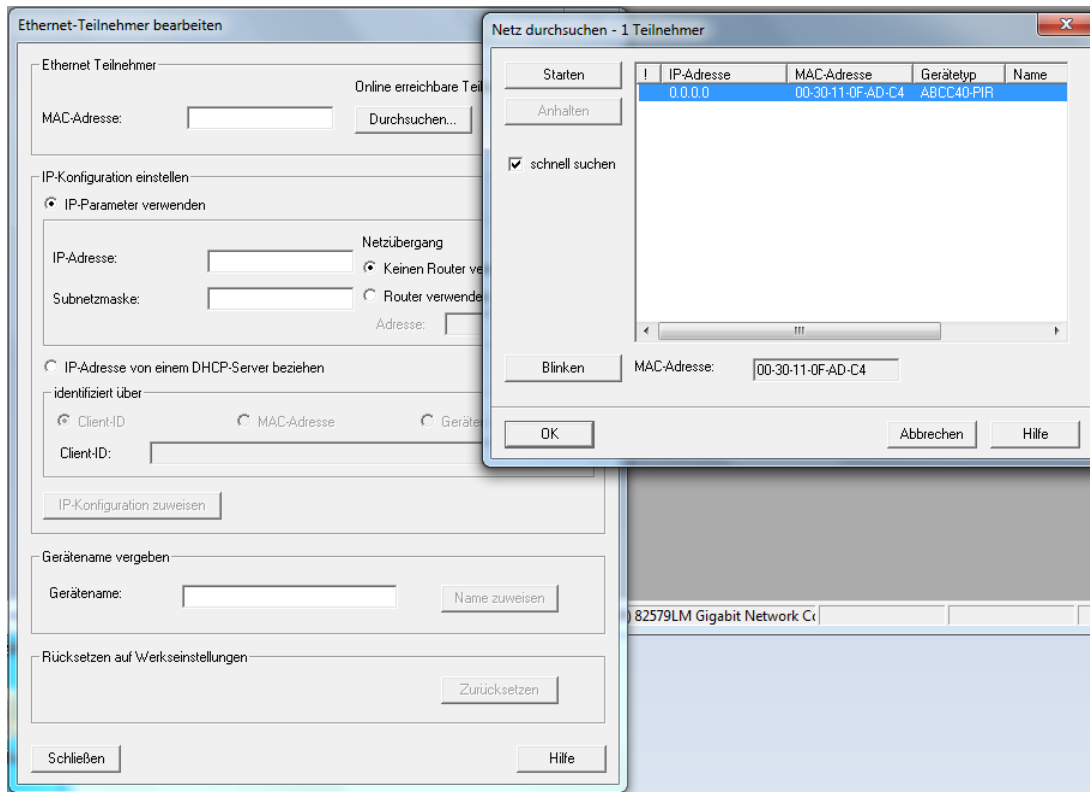 Ethernet-Teilnehmer bearbeiten
Ethernet Teilnehmer
Online erreichbare Teil
MAC-Adresse:
Durchsuchen...
IP-Konfiguration einstellen
IP-Parameter verwenden
Netzübergang
IP-Adresse:
Keinen Router ve
Subnetzmaske:
Router verwende
Adresse:
IP-Adresse von einem DHCP-Server beziehen
identifiziert über
Client-ID MAC-Adresse Geräte
Client-ID:
IP-Konfiguration zuweisen
Gerätename vergeben
Gerätename:
Name zuweisen
Rücksetzen auf Werkseinstellungen
Zurücksetzen
Schließen Hilfe
Netz durchsuchen - 1 Teilnehmer
Starten
Anhalten
schnell suchen
! IP-Adresse MAC-Adresse Gerätetyp Name
0.0.0.0 00-30-11-0F-AD-C4 ABCC40-PIR
Blinken
MAC-Adresse: 00-30-11-0F-AD-C4
OK Abbrechen Hilfe
) 82579LM Gigabit Network Co